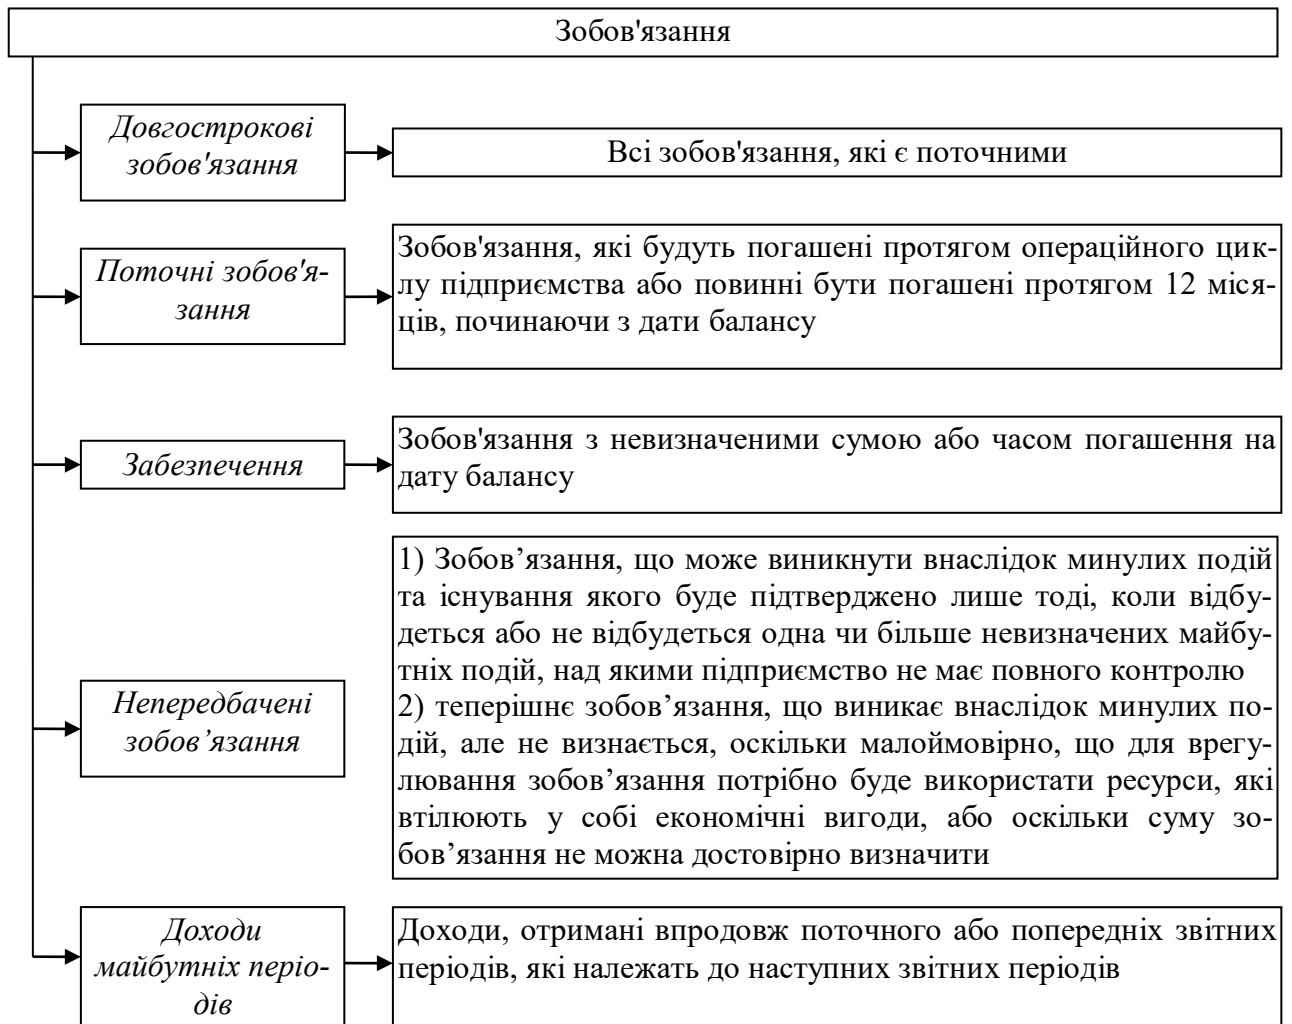 Зобов'язання
Довгострокові
зобов'язання
Всі зобов'язання, які є поточними
Поточні зобов'я-
зання
Зобов'язання, які будуть погашені протягом операційного цик-
лу підприємства або повинні бути погашені протягом 12 міся-
ців, починаючи з дати балансу
Забезпечення
Зобов'язання з невизначеними сумою або часом погашення на
дату балансу
Непередбачені
зобов’язання
1) Зобов’язання, що може виникнути внаслідок минулих подій
та існування якого буде підтверджено лише тоді, коли відбу-
деться або не відбудеться одна чи більше невизначених майбу-
тніх подій, над якими підприємство не має повного контролю
2) теперішнє зобов’язання, що виникає внаслідок минулих по-
дій, але не визнається, оскільки малоймовірно, що для врегу-
лювання зобов’язання потрібно буде використати ресурси, які
втілюють у собі економічні вигоди, або оскільки суму зо-
бов’язання не можна достовірно визначити
Доходи
майбутніх періо-
дів
Доходи, отримані впродовж поточного або попередніх звітних
періодів, які належать до наступних звітних періодів